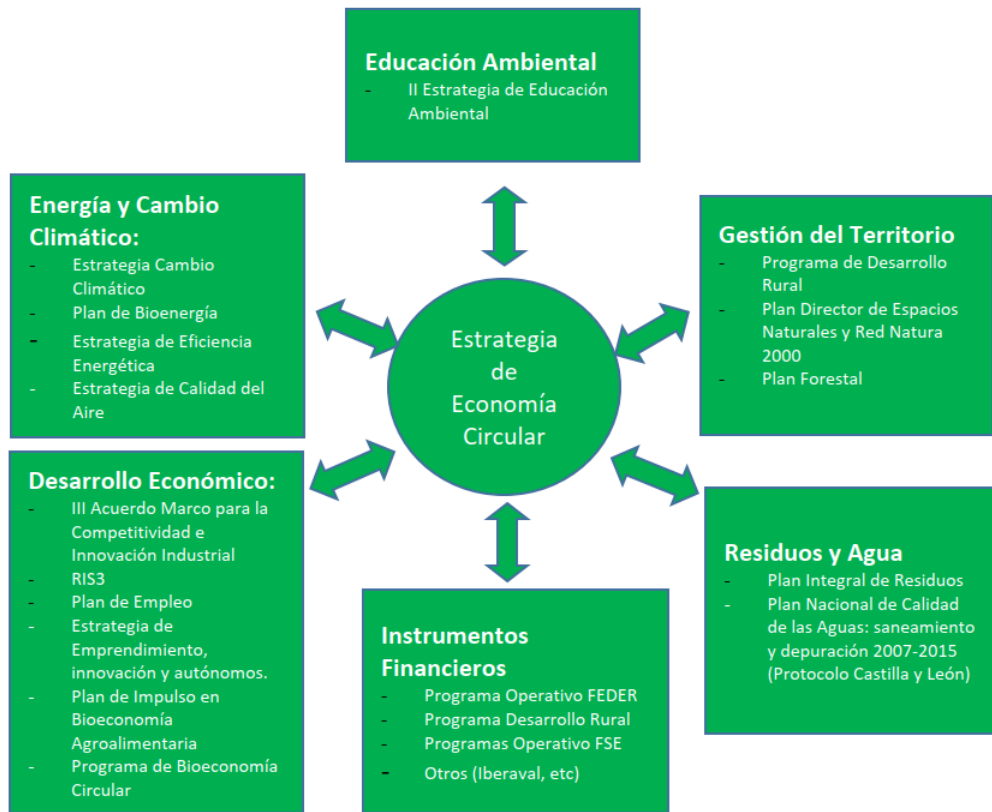 Educación Ambiental
- II Estrategia de Educación
Ambiental
Energía y Cambio
Climático:
- Estrategia Cambio
Climático
- Plan de Bioenergía
- Estrategia de Eficiencia
Energética
- Estrategia de Calidad del
Aire
Gestión del Territorio
- Programa de Desarrollo
Rural
- Plan Director de Espacios
Naturales y Red Natura
2000
- Plan Forestal
Estrategia
de
Economía
Circular
Desarrollo Económico:
- III Acuerdo Marco para la
Competitividad e
Innovación Industrial
- RIS3
- Plan de Empleo
- Estrategia de
Emprendimiento,
innovación y autónomos.
- Plan de Impulso en
Bioeconomía
Agroalimentaria
- Programa de Bioeconomía
Circular
Instrumentos
Financieros
- Programa Operativo FEDER
- Programa Desarrollo Rural
- Programas Operativo FSE
- Otros (Iberaval, etc)
Residuos y Agua
- Plan Integral de Residuos
- Plan Nacional de Calidad
de las Aguas: saneamiento
y depuración 2007-2015
(Protocolo Castilla y León)